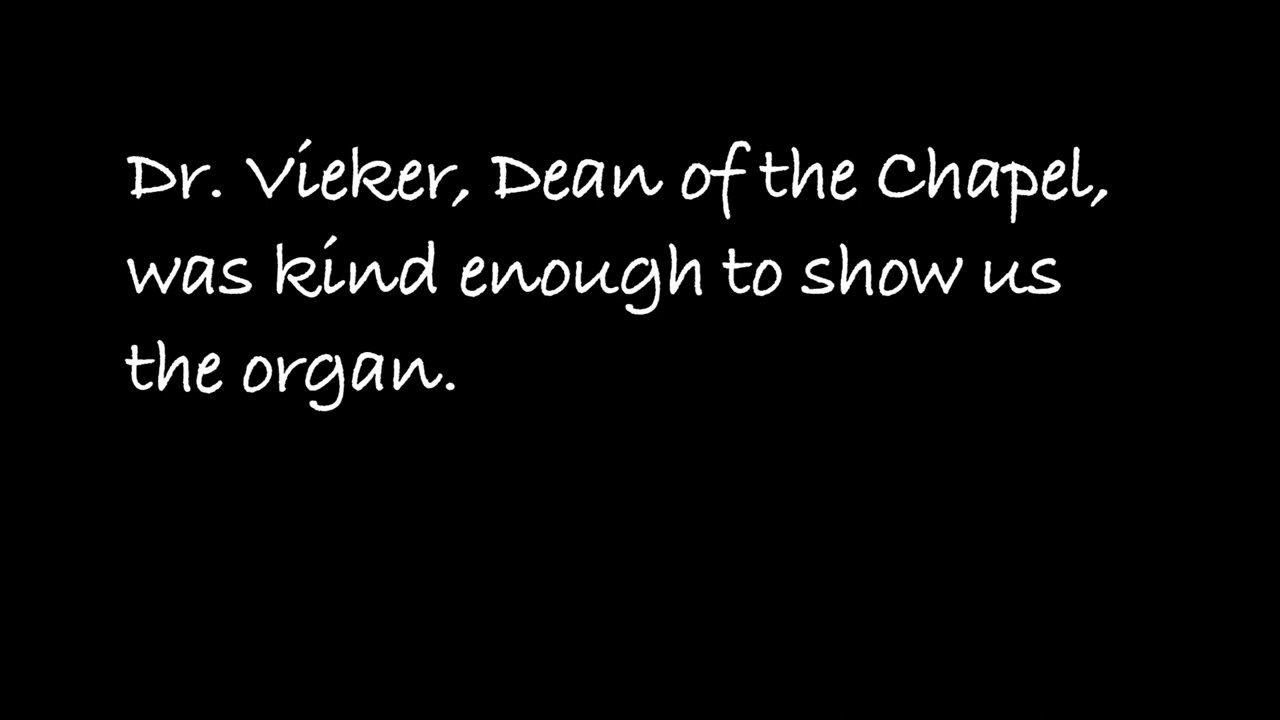 Dr. Vieker, Dean of the Chapel,
was kind enough to show us
the organ.